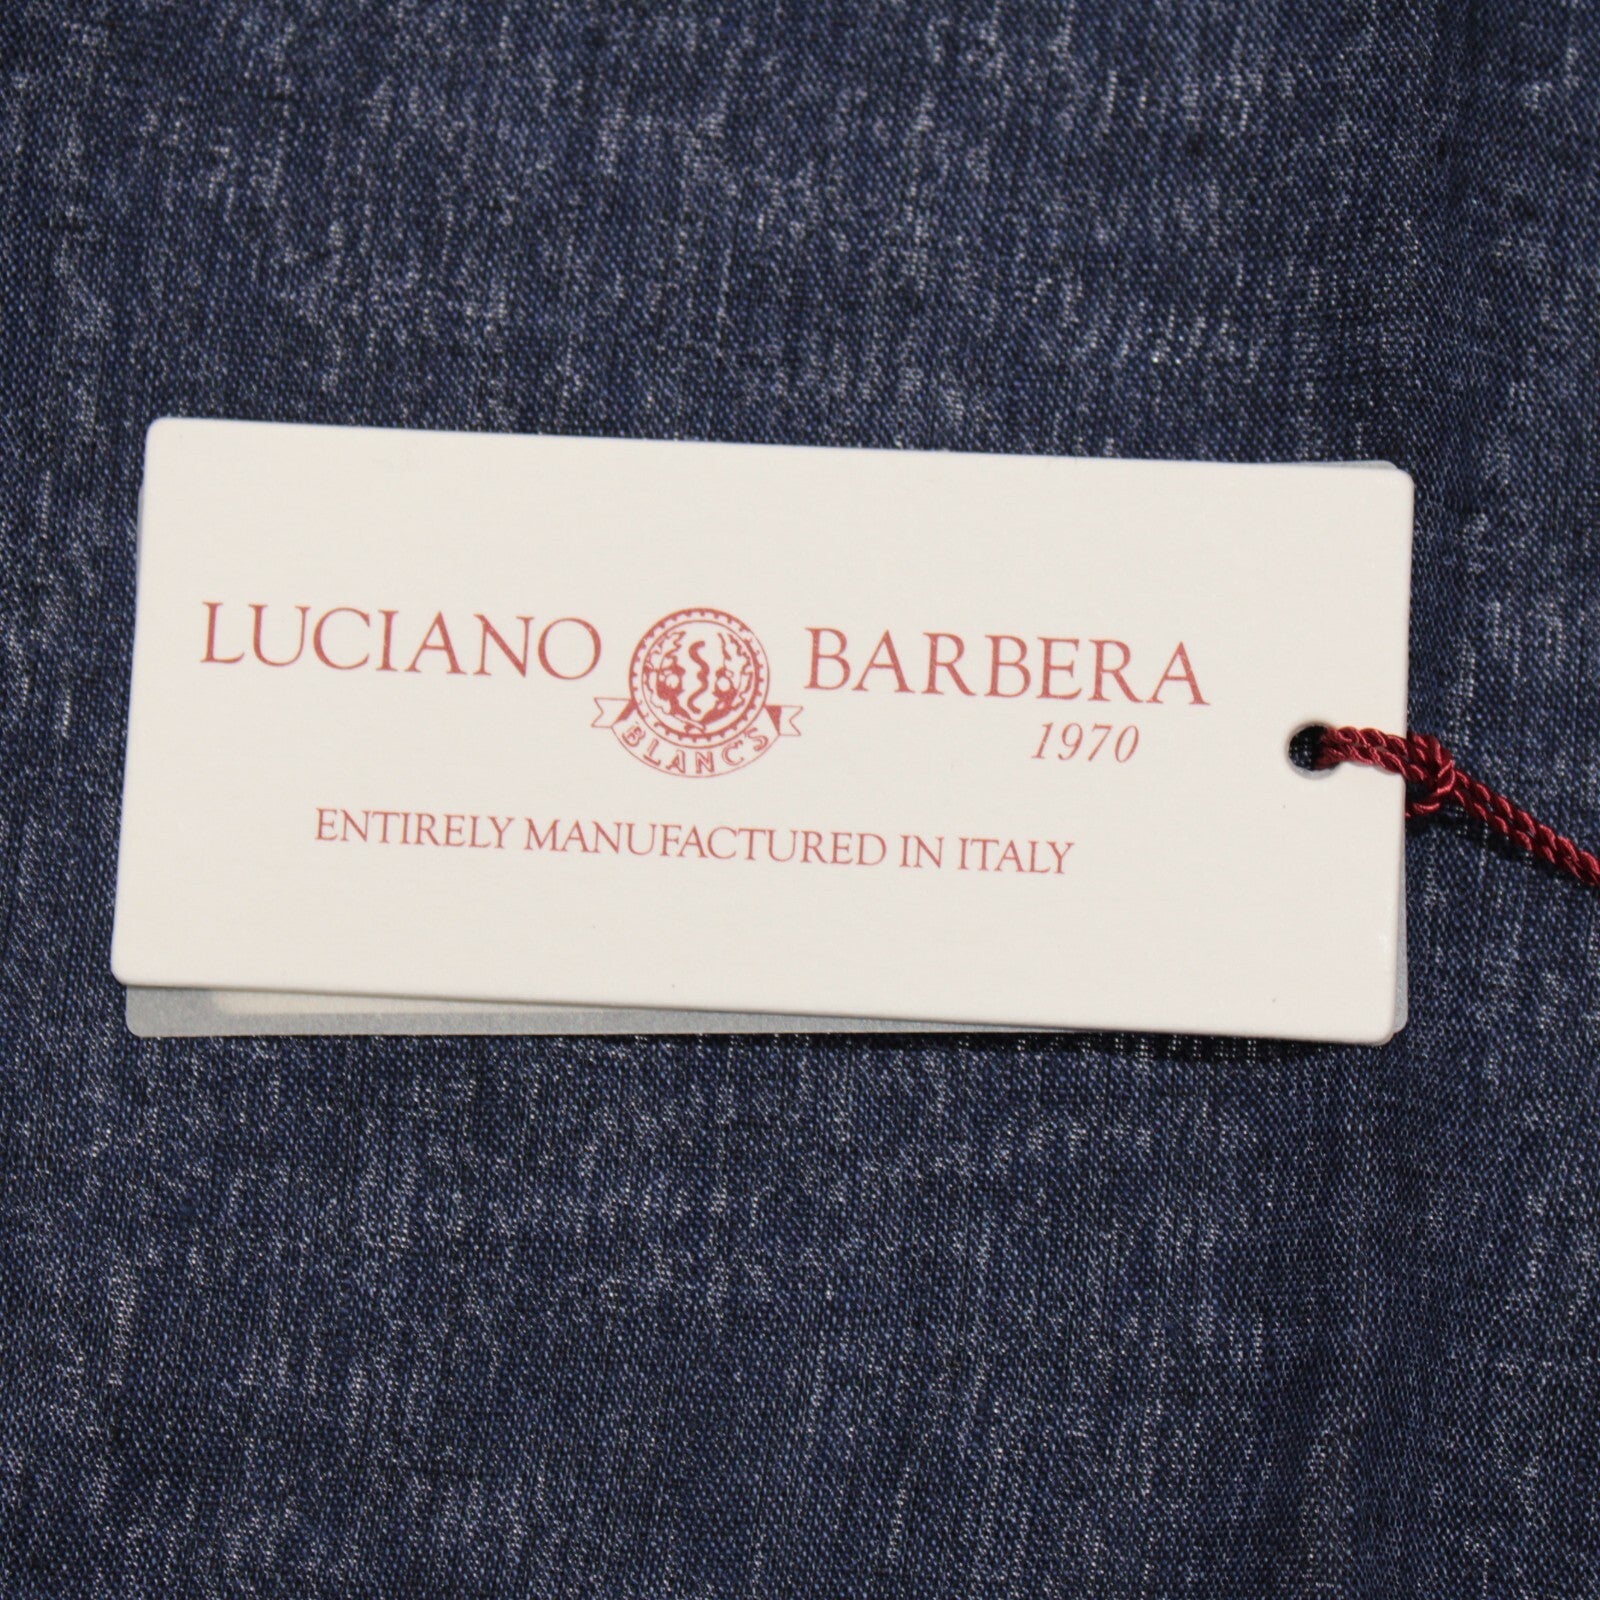 LUCIANO BARBERA
1970
BLANCS
ENTIRELY MANUFACTURED IN ITALY